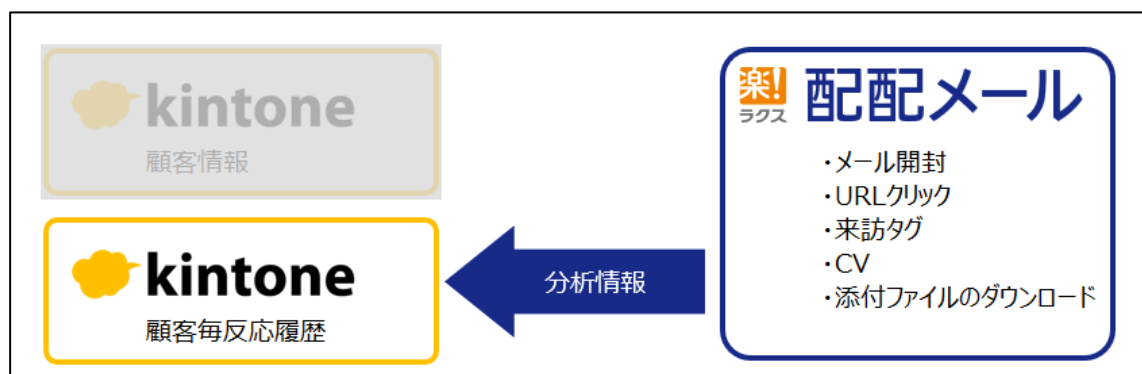 kintone
顧客情報
kintone
顧客毎反応履歴
分析情報
楽!
ラクス
配配メール
・メール開封
・URLクリック
・来訪タグ
・CV
・添付ファイルのダウンロード